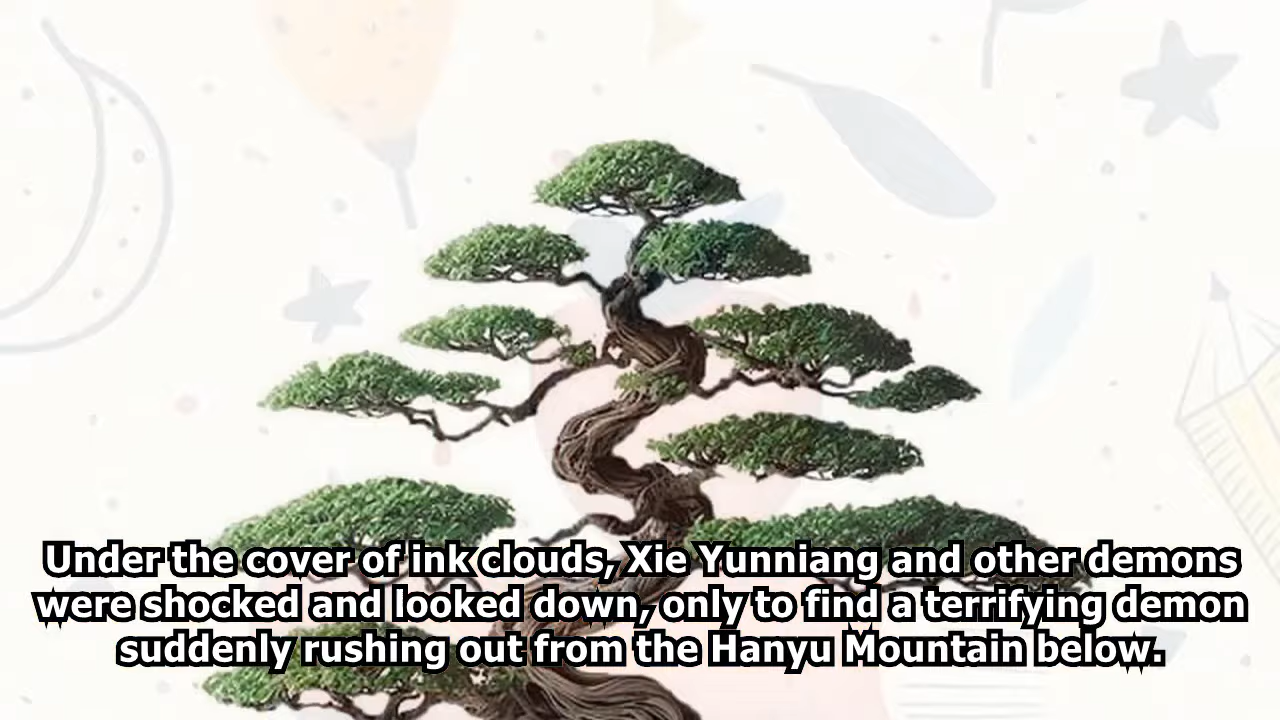 Under the cover of ink clouds, Xie Yunniang and other demons
were shocked and looked down, only to find a terrifying demon
suddenly rushing out from the Hanyu Mountain below.